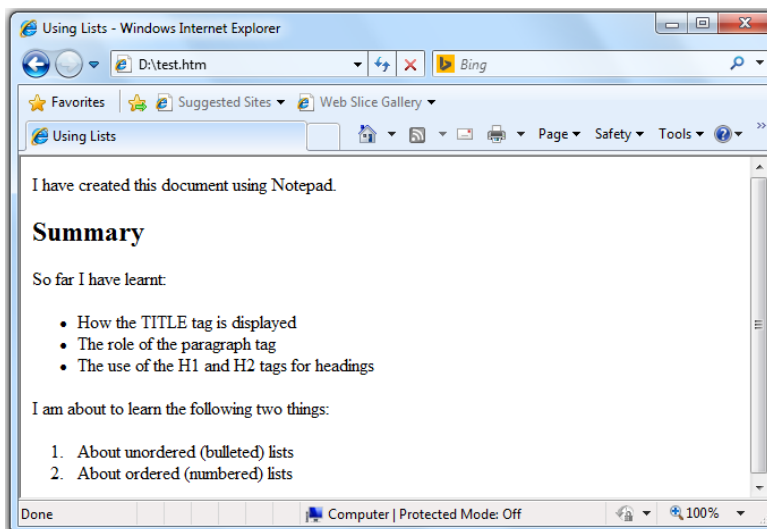 Using Lists - Windows Internet Explorer
D:\test.htm
Bing
Favorites Suggested Sites Web Slice Gallery
Using Lists Page Safety Tools
I have created this document using Notepad.
Summary
So far I have learnt:
• How the TITLE tag is displayed
• The role of the paragraph tag
• The use of the H1 and H2 tags for headings
I am about to learn the following two things:
1. About unordered (bulleted) lists
2. About ordered (numbered) lists
Done Computer | Protected Mode: Off 100%